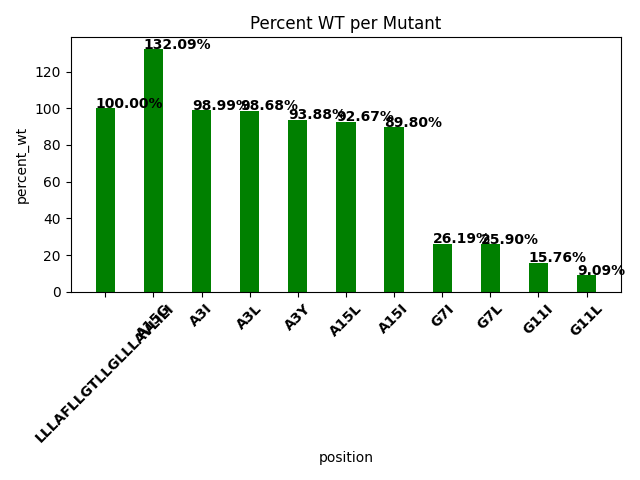 Percent WT per Mutant
132.09%
100.00%
98.99%
98.68%
93.88%
92.67%
89.80%
26.19%
25.90%
15.76%
9.09%
120
100
80
60
40
20
0
percent_wt
A15G
A3I
A3L
A3Y
A15L
A15I
G7I
G7L
G11I
G11L
position